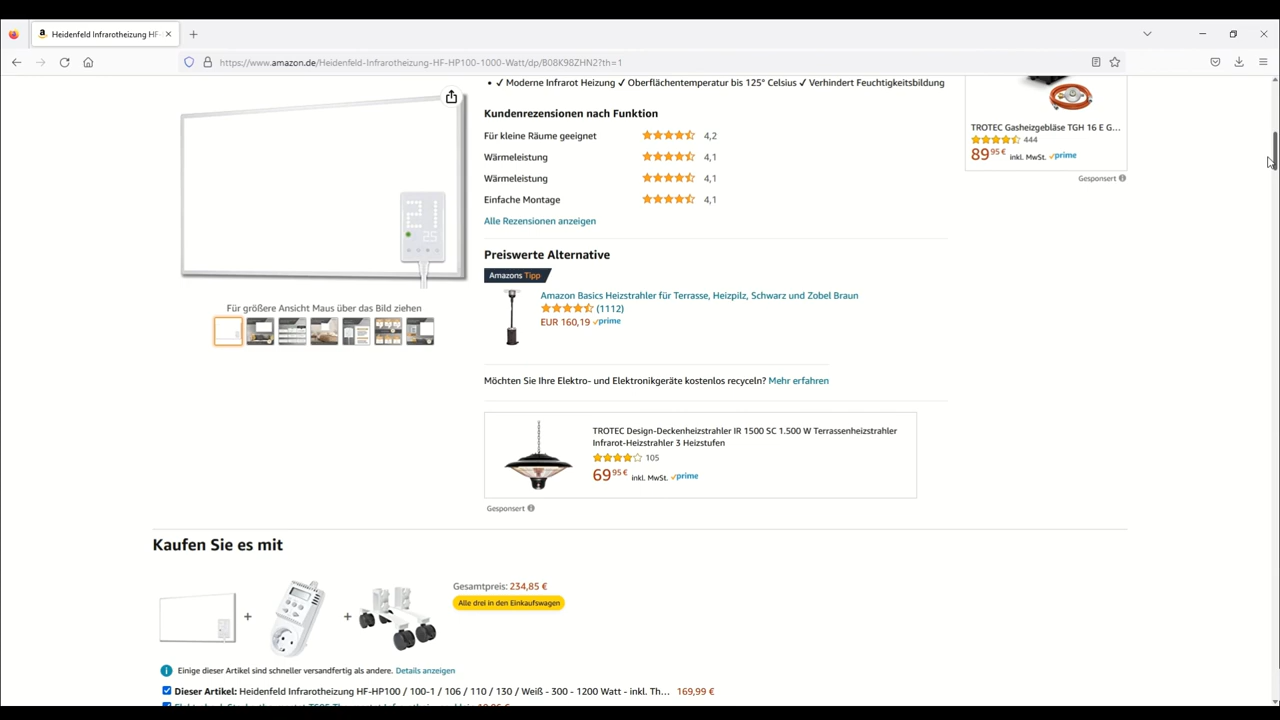 Heidenfeld Infrarotheizung HF-
https://www.amazon.de/Heidenfeld-Infrarotheizung-HF-HP100-1000-Watt/dp/B08K98ZHN2?th=1
• ✓ Moderne Infrarot Heizung ✓ Oberflächentemperatur bis 125° Celsius ✓ Verhindert Feuchtigkeitsbildung
Kundenrezensionen nach Funktion
Für kleine Räume geeignet 4,2
Wärmeleistung 4,1
Wärmeleistung 4,1
Einfache Montage 4,1
Alle Rezensionen anzeigen
TROTEC Gasheizgebläse TGH 16 E G...
444
89 95 € inkl. MwSt. prime
Gesponsert
21
25
Für größere Ansicht Maus über das Bild ziehen
Preiswerte Alternative
Amazons Tipp
Amazon Basics Heizstrahler für Terrasse, Heizpilz, Schwarz und Zobel Braun
(1112)
EUR 160,19 prime
Möchten Sie Ihre Elektro- und Elektronikgeräte kostenlos recyceln? Mehr erfahren
TROTEC Design-Deckenheizstrahler IR 1500 SC 1.500 W Terrassenheizstrahler
Infrarot-Heizstrahler 3 Heizstufen
105
69 95 € inkl. MwSt. prime
Gesponsert
Kaufen Sie es mit
+ +
Gesamtpreis: 234,85 €
Alle drei in den Einkaufswagen
Einige dieser Artikel sind schneller versandfertig als andere. Details anzeigen
Dieser Artikel: Heidenfeld Infrarotheizung HF-HP100 / 100-1 / 106 / 110 / 130 / Weiß - 300 - 1200 Watt - inkl. Th... 169,99 €